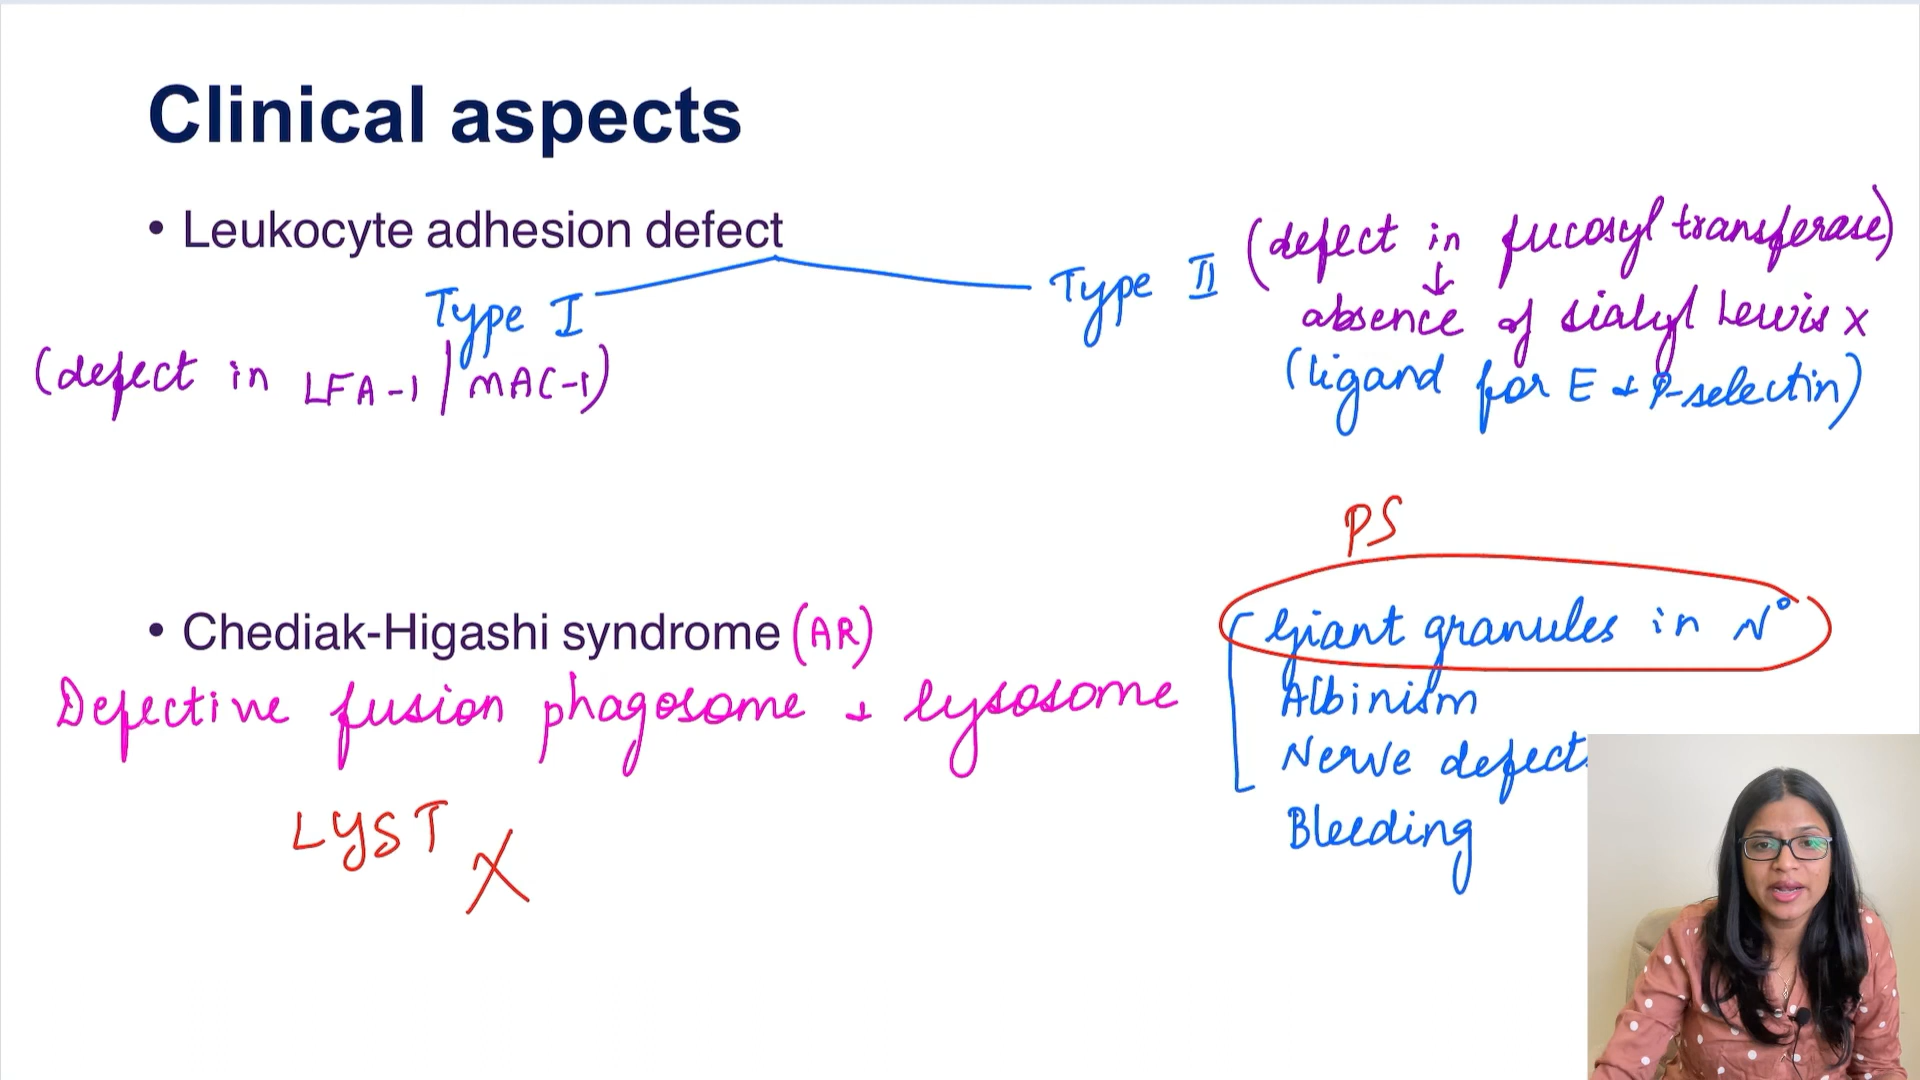 Clinical aspects
• Leukocyte adhesion defect
Type I
(defect in LFA-1 / MAC-1)
Type II (defect in fucosyl transferase)
↓
absence of sialyl Lewis X
(ligand for E & P-selectin)
• Chediak-Higashi syndrome (AR)
Defective fusion phagosome & lysosome
LYST X
PS
Giant granules in N°
Albinism
Nerve defect
Bleeding